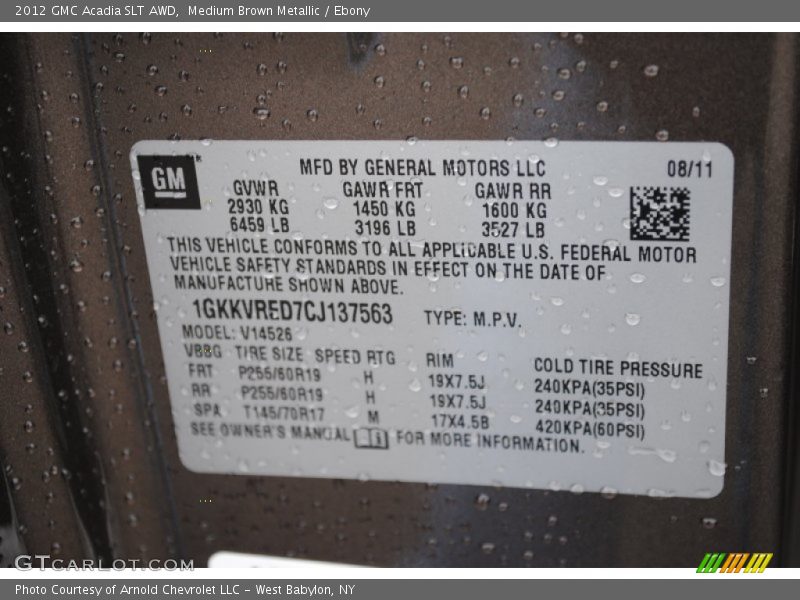 2012 GMC Acadia SLT AWD, Medium Brown Metallic / Ebony
GM
MFD BY GENERAL MOTORS LLC 08/11
GVWR GAWR FRT GAWR RR
2930 KG 1450 KG 1600 KG
6459 LB 3196 LB 3527 LB
THIS VEHICLE CONFORMS TO ALL APPLICABLE U.S. FEDERAL MOTOR
VEHICLE SAFETY STANDARDS IN EFFECT ON THE DATE OF
MANUFACTURE SHOWN ABOVE.
1GKKVRED7CJ137563 TYPE: M.P.V.
MODEL: V14526
VBBG TIRE SIZE SPEED RTG RIM COLD TIRE PRESSURE
FRT P255/60R19 H 19X7.5J 240KPA(35PSI)
RR P255/60R19 H 19X7.5J 240KPA(35PSI)
SPA T145/70R17 M 17X4.5B 420KPA(60PSI)
SEE OWNER'S MANUAL FOR MORE INFORMATION.
GTcarlot.com
Photo Courtesy of Arnold Chevrolet LLC - West Babylon, NY